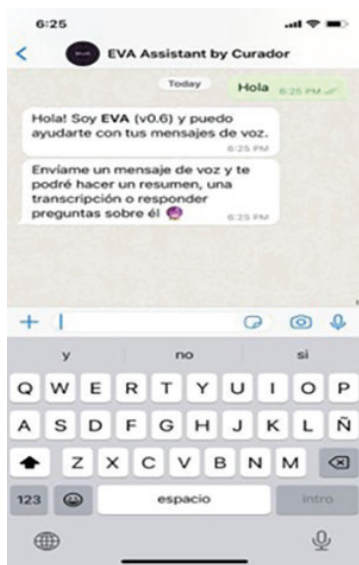 6:25
EVA Assistant by Curador
Today
Hola 6:25 PM
Hola! Soy EVA (v0.6) y puedo
ayudarte con tus mensajes de voz.
6:25 PM
Envíame un mensaje de voz y te
podré hacer un resumen, una
transcripción o responder
preguntas sobre él 🔮 6:25 PM
y no si
Q W E R T Y U I O P
A S D F G H J K L Ñ
Z X C V B N M
123 espacio intro